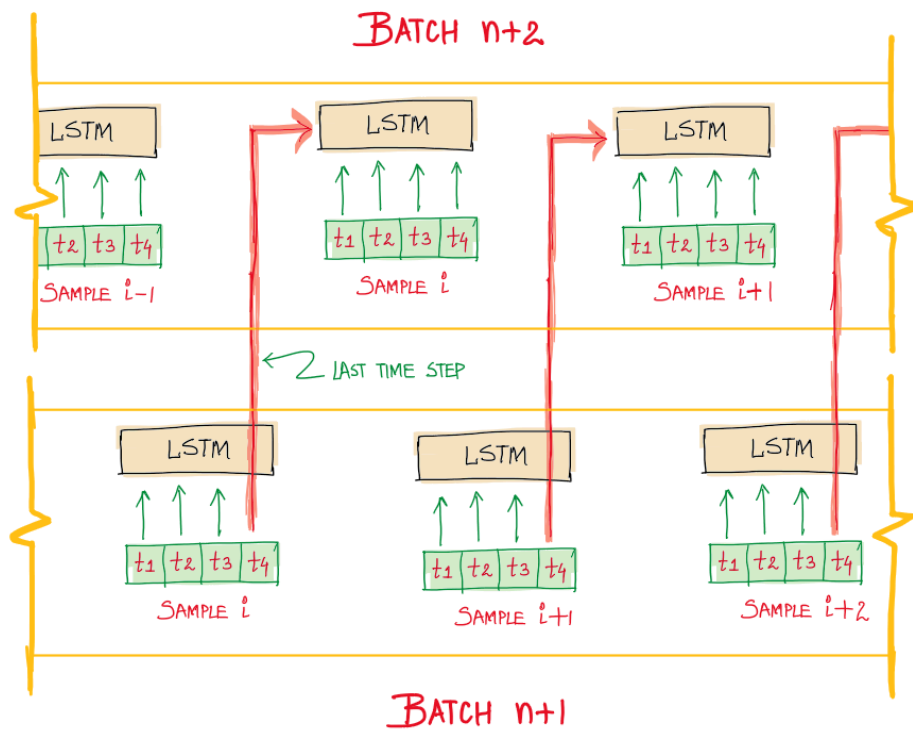 BATCH n+2
LSTM LSTM LSTM
t2 t3 t4 t1 t2 t3 t4 t1 t2 t3 t4
SAMPLE i-1 SAMPLE i SAMPLE i+1
LAST TIME STEP
LSTM LSTM LSTM
t1 t2 t3 t4 t1 t2 t3 t4 t1 t2 t3 t4
SAMPLE i SAMPLE i+1 SAMPLE i+2
BATCH n+1